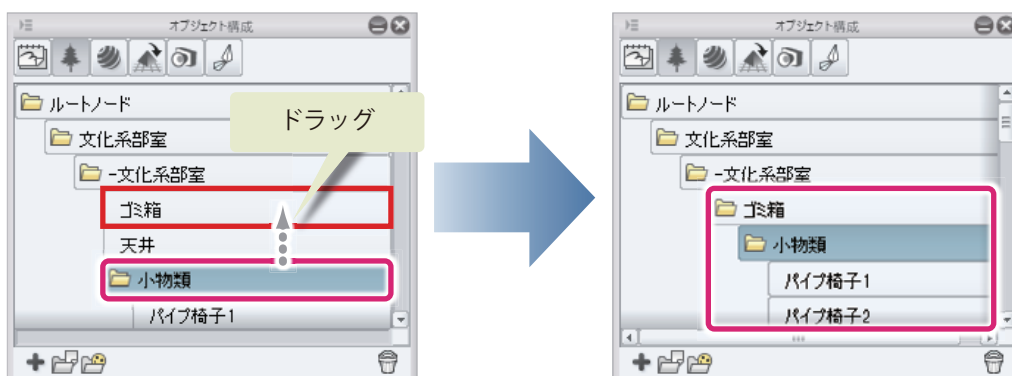 オブジェクト構成
ルートノード
文化系部室
-文化系部室
ゴミ箱
天井
小物類
パイプ椅子1
ドラッグ
オブジェクト構成
ルートノード
文化系部室
-文化系部室
ゴミ箱
小物類
パイプ椅子1
パイプ椅子2